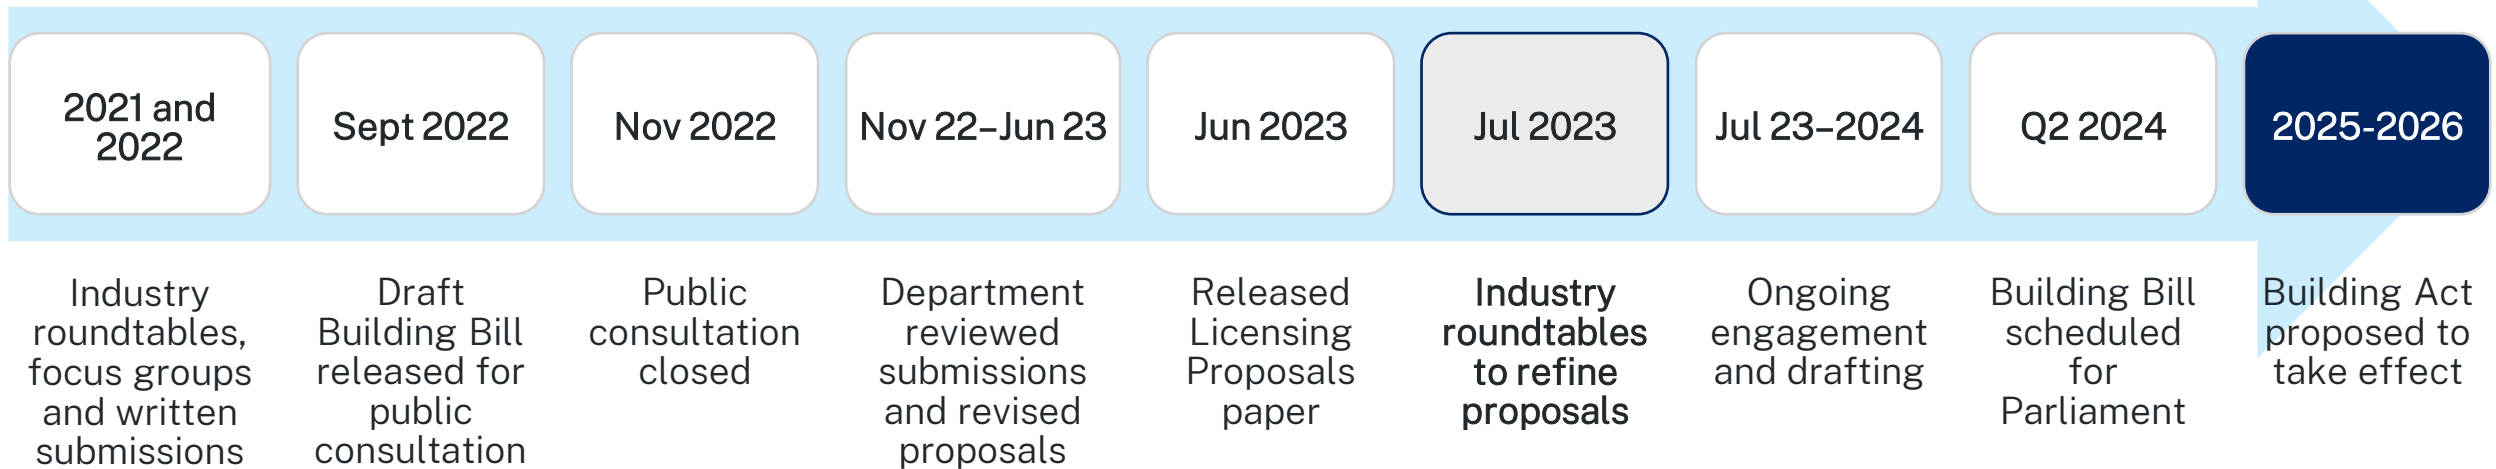 2021 and
2022
Sept 2022
Nov 2022
Nov 22–Jun 23
Jun 2023
Jul 2023
Jul 23–2024
Q2 2024
2025-2026
Industry
roundtables,
focus groups
and written
submissions
Draft
Building Bill
released for
public
consultation
Public
consultation
closed
Department
reviewed
submissions
and revised
proposals
Released
Licensing
Proposals
paper
Industry
roundtables
to refine
proposals
Ongoing
engagement
and drafting
Building Bill
scheduled
for
Parliament
Building Act
proposed to
take effect